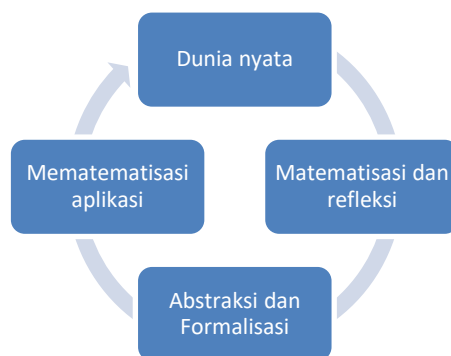 Dunia nyata
Matematisasi dan
refleksi
Abstraksi dan
Formalisasi
Mematematisasi
aplikasi